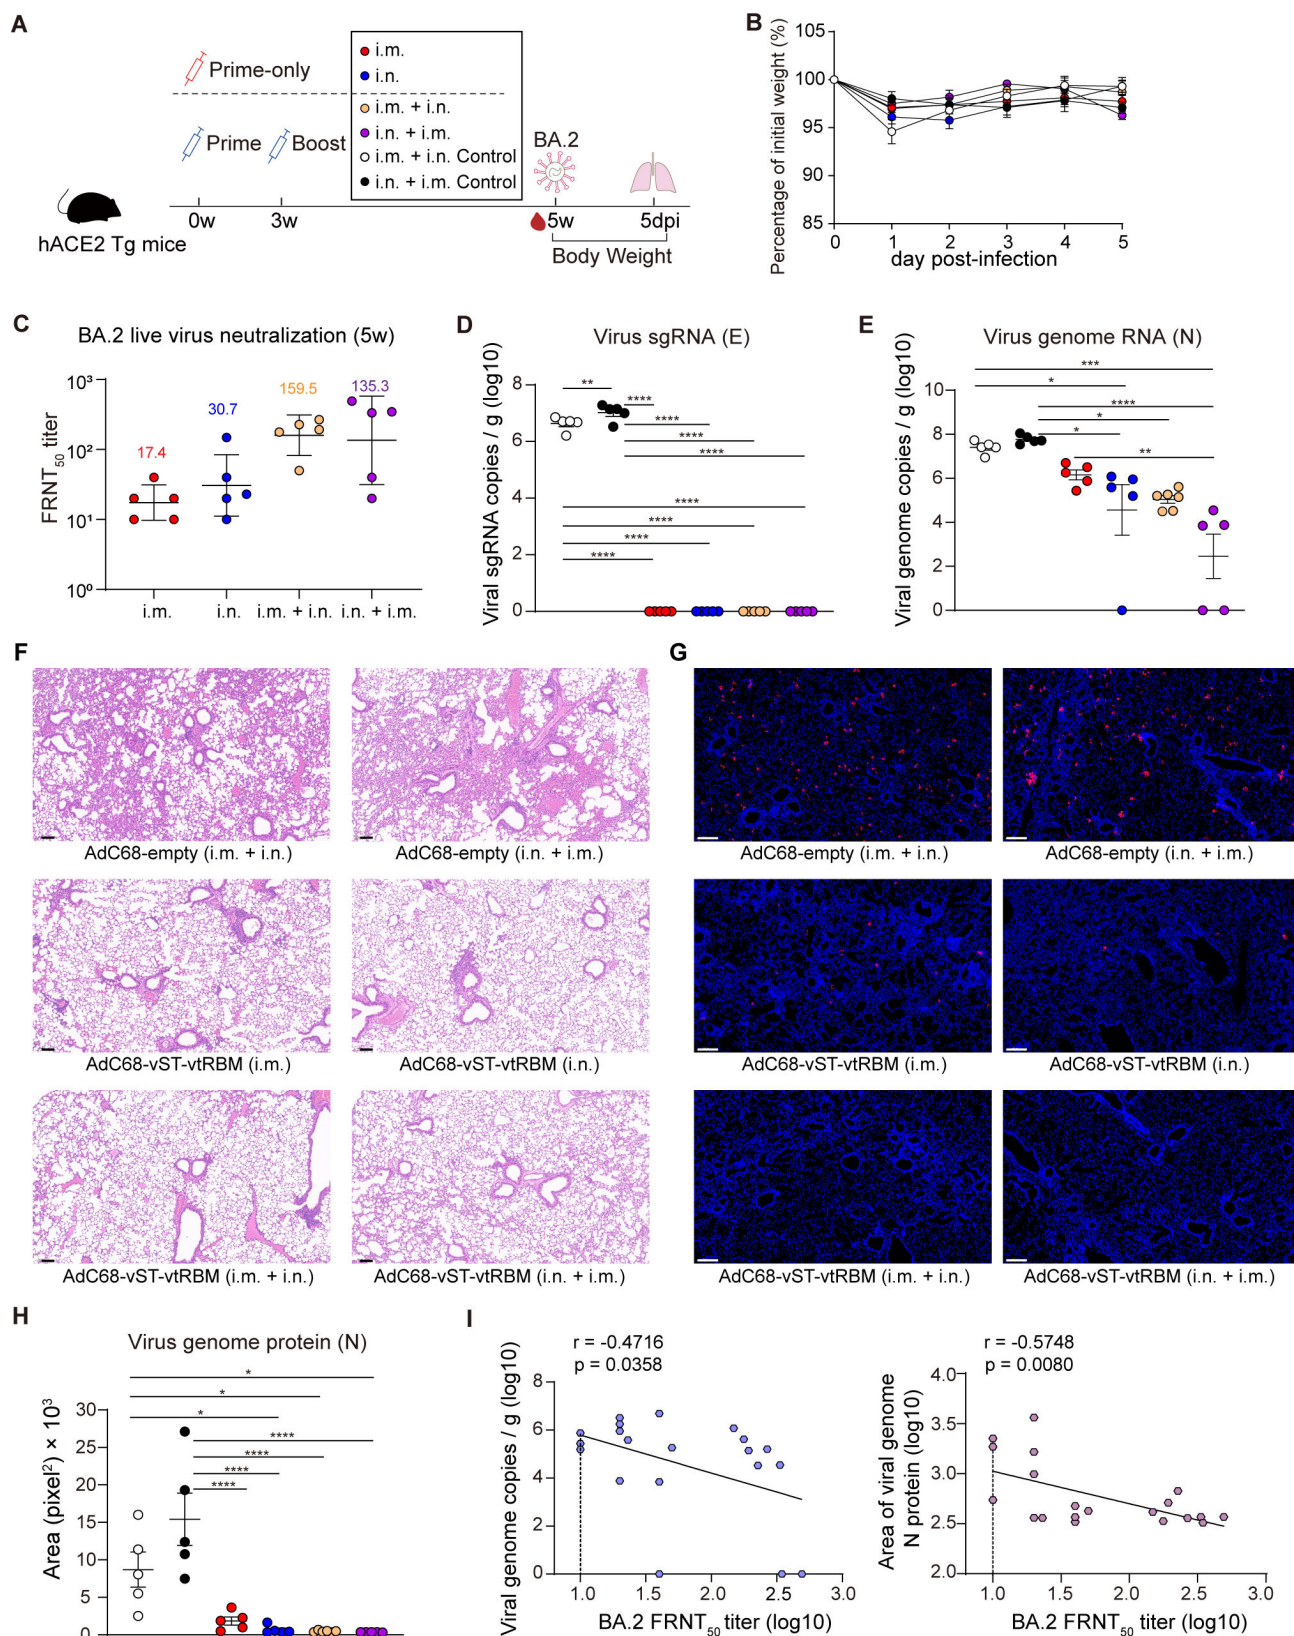 A
Prime-only
Prime
Boost
i.m.
i.n.
i.m. + i.n.
i.n. + i.m.
i.m. + i.n. Control
i.n. + i.m. Control
BA.2
0w
3w
5w
5dpi
hACE2 Tg mice
Body Weight
B
Percentage of initial weight (%)
105
100
95
90
85
0 1 2 3 4 5
day post-infection
C
BA.2 live virus neutralization (5w)
FRNT₅₀ titer
10³
10²
10¹
10⁰
17.4
30.7
159.5
135.3
i.m. i.n. i.m. + i.n. i.n. + i.m.
D
Virus sgRNA (E)
Viral sgRNA copies / g (log10)
8
6
4
2
0
**
****
****
****
****
****
****
****
****
E
Virus genome RNA (N)
Viral genome copies / g (log10)
10
8
6
4
2
0
***
*
****
*
*
**
F
AdC68-empty (i.m. + i.n.)
AdC68-empty (i.n. + i.m.)
AdC68-vST-vtRBM (i.m.)
AdC68-vST-vtRBM (i.n.)
AdC68-vST-vtRBM (i.m. + i.n.)
AdC68-vST-vtRBM (i.n. + i.m.)
G
AdC68-empty (i.m. + i.n.)
AdC68-empty (i.n. + i.m.)
AdC68-vST-vtRBM (i.m.)
AdC68-vST-vtRBM (i.n.)
AdC68-vST-vtRBM (i.m. + i.n.)
AdC68-vST-vtRBM (i.n. + i.m.)
H
Virus genome protein (N)
Area (pixel²) × 10³
30
25
20
15
10
5
0
*
*
*
****
****
****
****
I
r = -0.4716
p = 0.0358
Viral genome copies / g (log10)
8
6
4
2
0
1.0 1.5 2.0 2.5 3.0
BA.2 FRNT₅₀ titer (log10)
r = -0.5748
p = 0.0080
Area of viral genome
N protein (log10)
4.0
3.5
3.0
2.5
2.0
1.0 1.5 2.0 2.5 3.0
BA.2 FRNT₅₀ titer (log10)